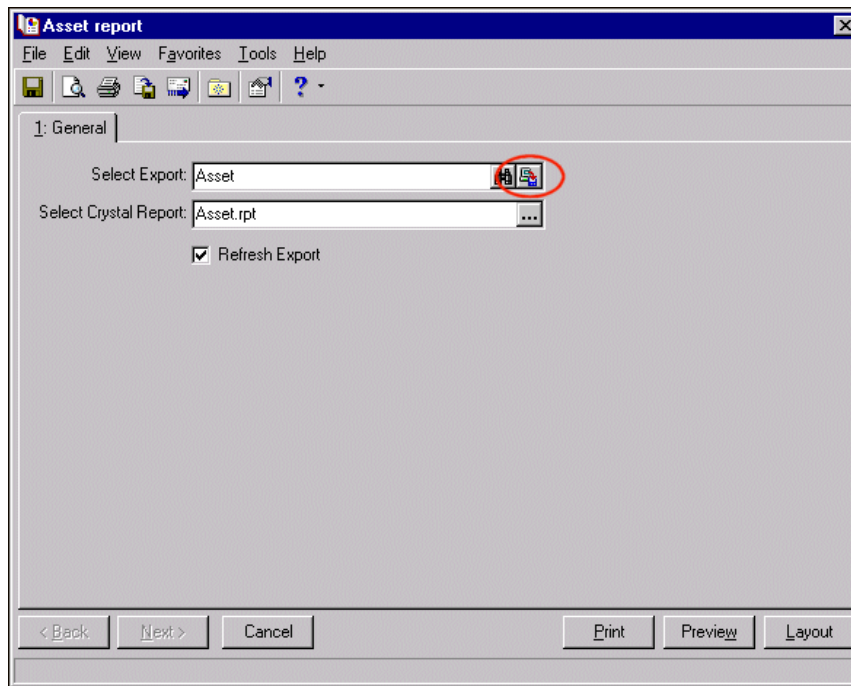 Asset report
File Edit View Favorites Tools Help
?
1: General
Select Export: Asset
Select Crystal Report: Asset.rpt ...
Refresh Export
< Back Next > Cancel Print Preview Layout